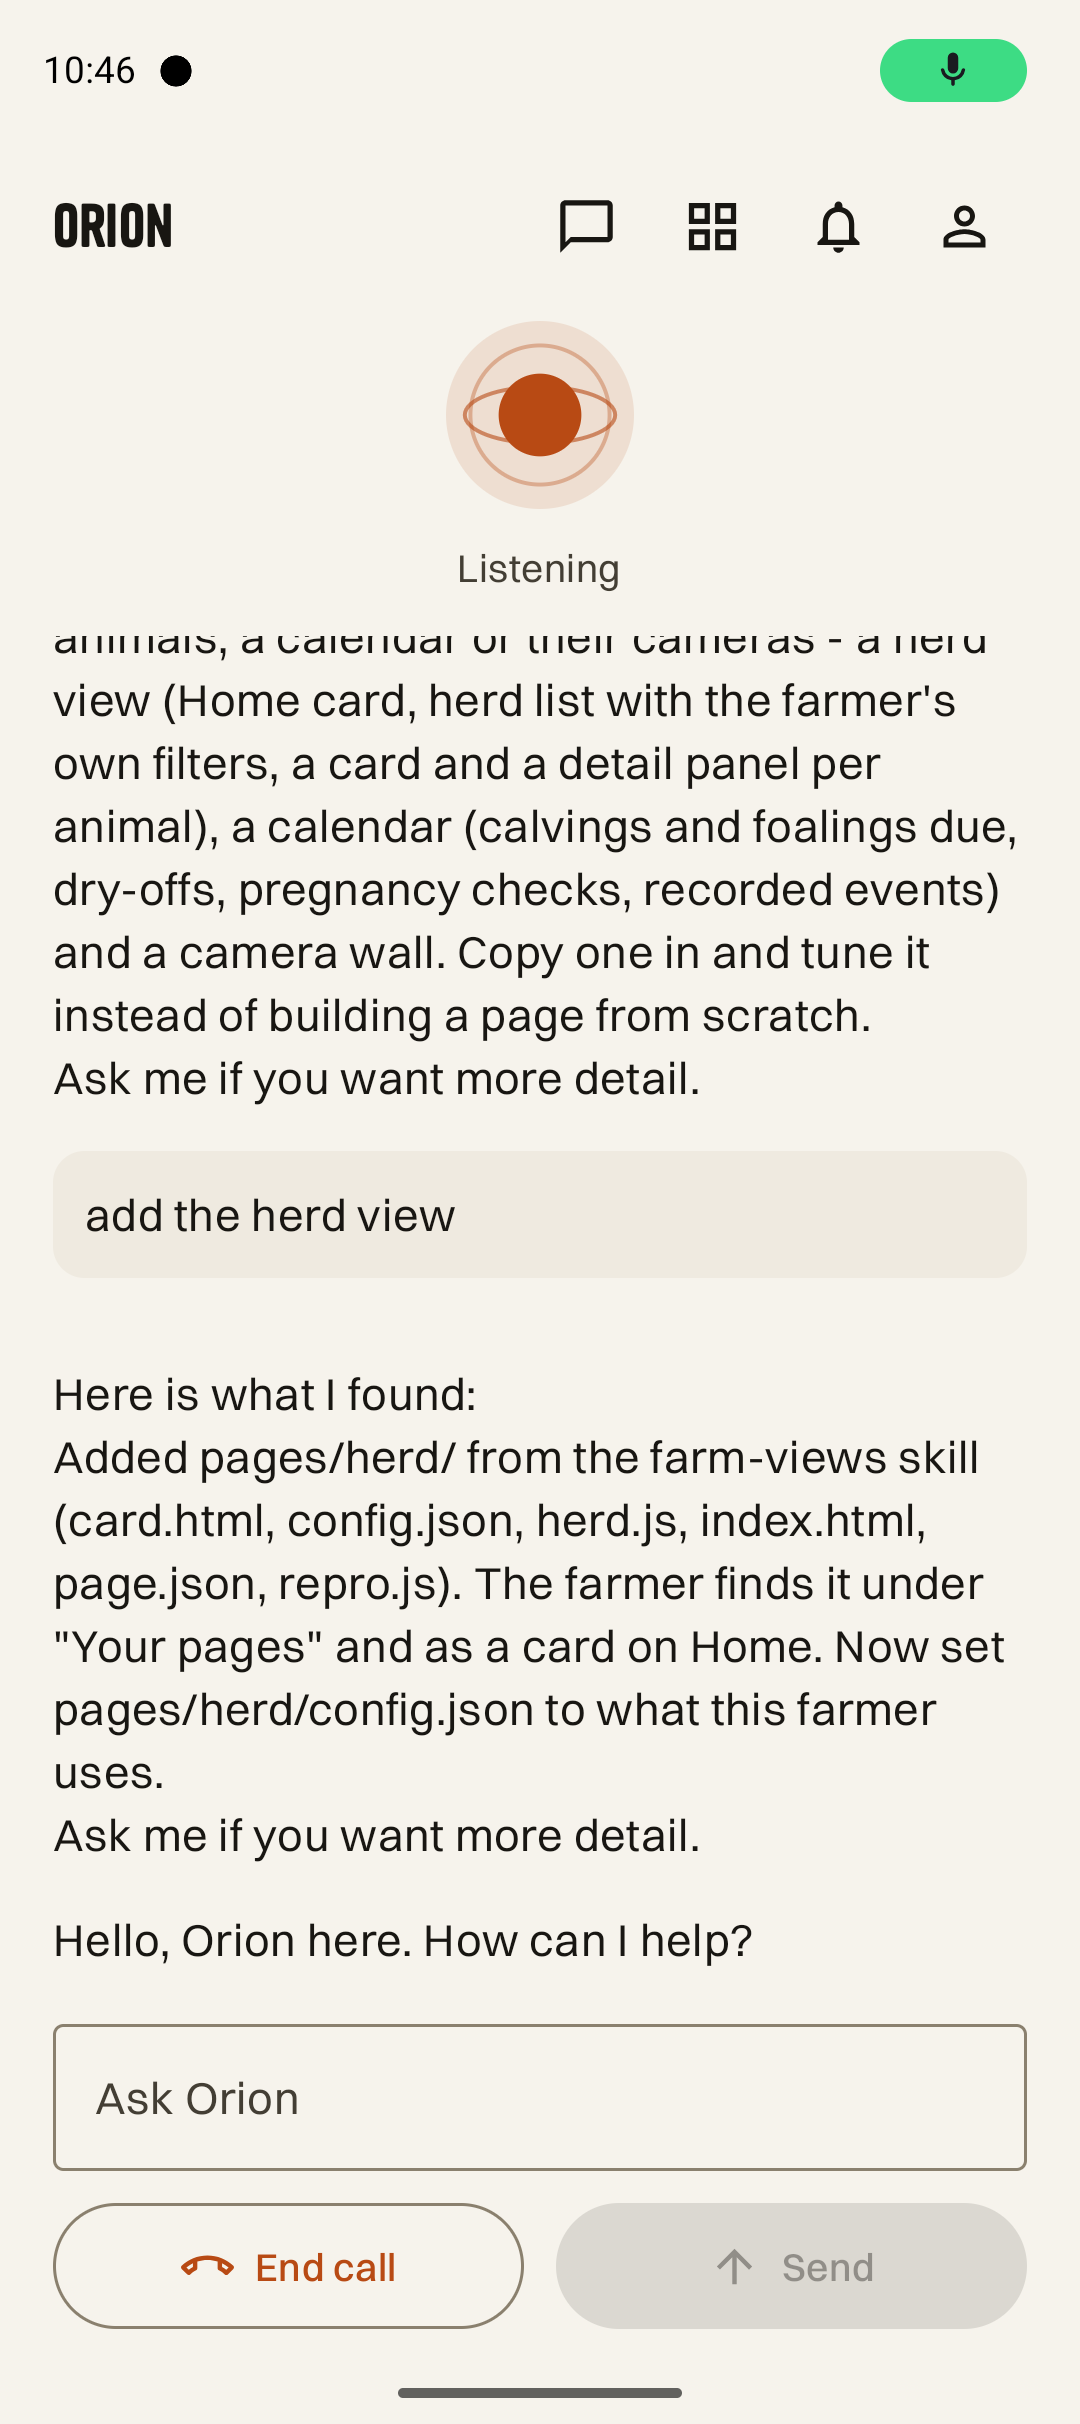 10:46
ORION
Listening
animals, a calendar or their cameras - a herd
view (Home card, herd list with the farmer's
own filters, a card and a detail panel per
animal), a calendar (calvings and foalings due,
dry-offs, pregnancy checks, recorded events)
and a camera wall. Copy one in and tune it
instead of building a page from scratch.
Ask me if you want more detail.
add the herd view
Here is what I found:
Added pages/herd/ from the farm-views skill
(card.html, config.json, herd.js, index.html,
page.json, repro.js). The farmer finds it under
"Your pages" and as a card on Home. Now set
pages/herd/config.json to what this farmer
uses.
Ask me if you want more detail.
Hello, Orion here. How can I help?
Ask Orion
End call
Send